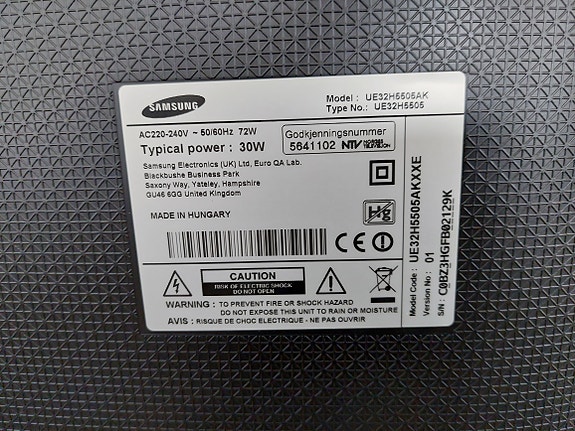 SAMSUNG
Model : UE32H5505AK
Type No.: UE32H5505
AC220-240V ~ 50/60Hz 72W
Typical power : 30W
Godkjenningsnummer
5641102 NTV NORGES TELEVISJON
Samsung Electronics (UK) Ltd, Euro QA Lab.
Blackbushe Business Park
Saxony Way, Yateley, Hampshire
GU46 6GG United Kingdom
MADE IN HUNGARY
Hg
CE
CAUTION
RISK OF ELECTRIC SHOCK
DO NOT OPEN
WARNING : TO PREVENT FIRE OR SHOCK HAZARD
DO NOT EXPOSE THIS UNIT TO RAIN OR MOISTURE
AVIS : RISQUE DE CHOC ELECTRIQUE - NE PAS OUVRIR
Model Code : UE32H5505AKXXE
Version No : 01
S/N : C0BZ3HGFB02129K